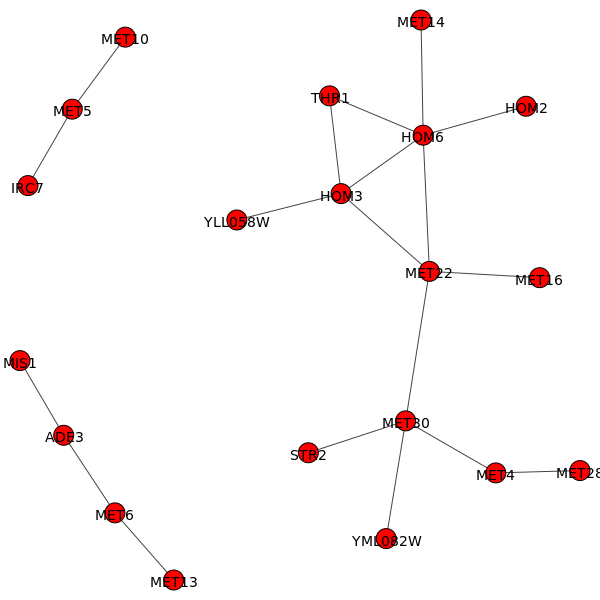 MET14
MET10
THR1
HOM2
MET5
HOM6
IRC7
HOM3
YLL058W
MET22
MET16
MIS1
MET30
ADE3
STR2
MET4
MET28
MET6
YML082W
MET13